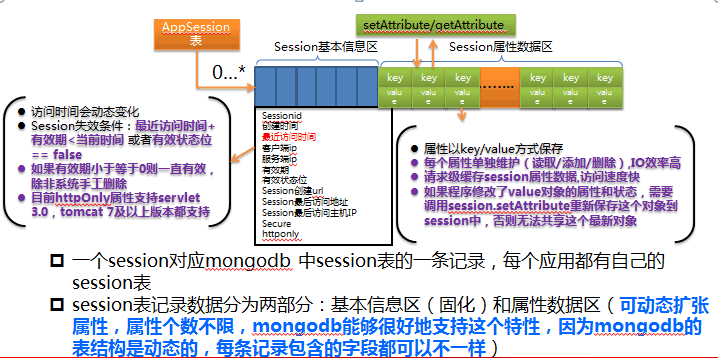 AppSession
表
setAttribute/getAttribute
0...*
Session基本信息区
Session属性数据区
key
value
key
value
key
value
........
key
value
key
value
key
value
访问时间会动态变化
Session失效条件：最近访问时间+
有效期<当前时间 或者有效状态位
== false
如果有效期小于等于0则一直有效，
除非系统手工删除
目前httpOnly属性支持servlet
3.0，tomcat 7及以上版本都支持
Sessionid
创建时间
最近访问时间
客户端ip
服务端ip
有效期
有效状态位
Session创建url
Session最后访问地址
Session最后访问主机IP
Secure
httponly
属性以key/value方式保存
每个属性单独维护（读取/添加/删除）,IO效率高
请求级缓存session属性数据,访问速度快
如果程序修改了value对象的属性和状态，需要
调用session.setAttribute重新保存这个对象到
session中，否则无法共享这个最新对象
一个session对应mongodb 中session表的一条记录，每个应用都有自己的
session表
session表记录数据分为两部分：基本信息区（固化）和属性数据区（可动态扩张
属性，属性个数不限，mongodb能够很好地支持这个特性，因为mongodb的
表结构是动态的，每条记录包含的字段都可以不一样）